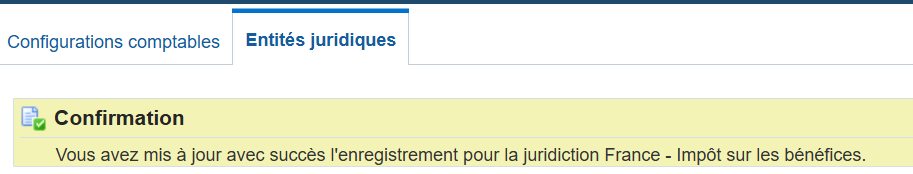 Configurations comptables
Entités juridiques
Confirmation
Vous avez mis à jour avec succès l'enregistrement pour la juridiction France - Impôt sur les bénéfices.